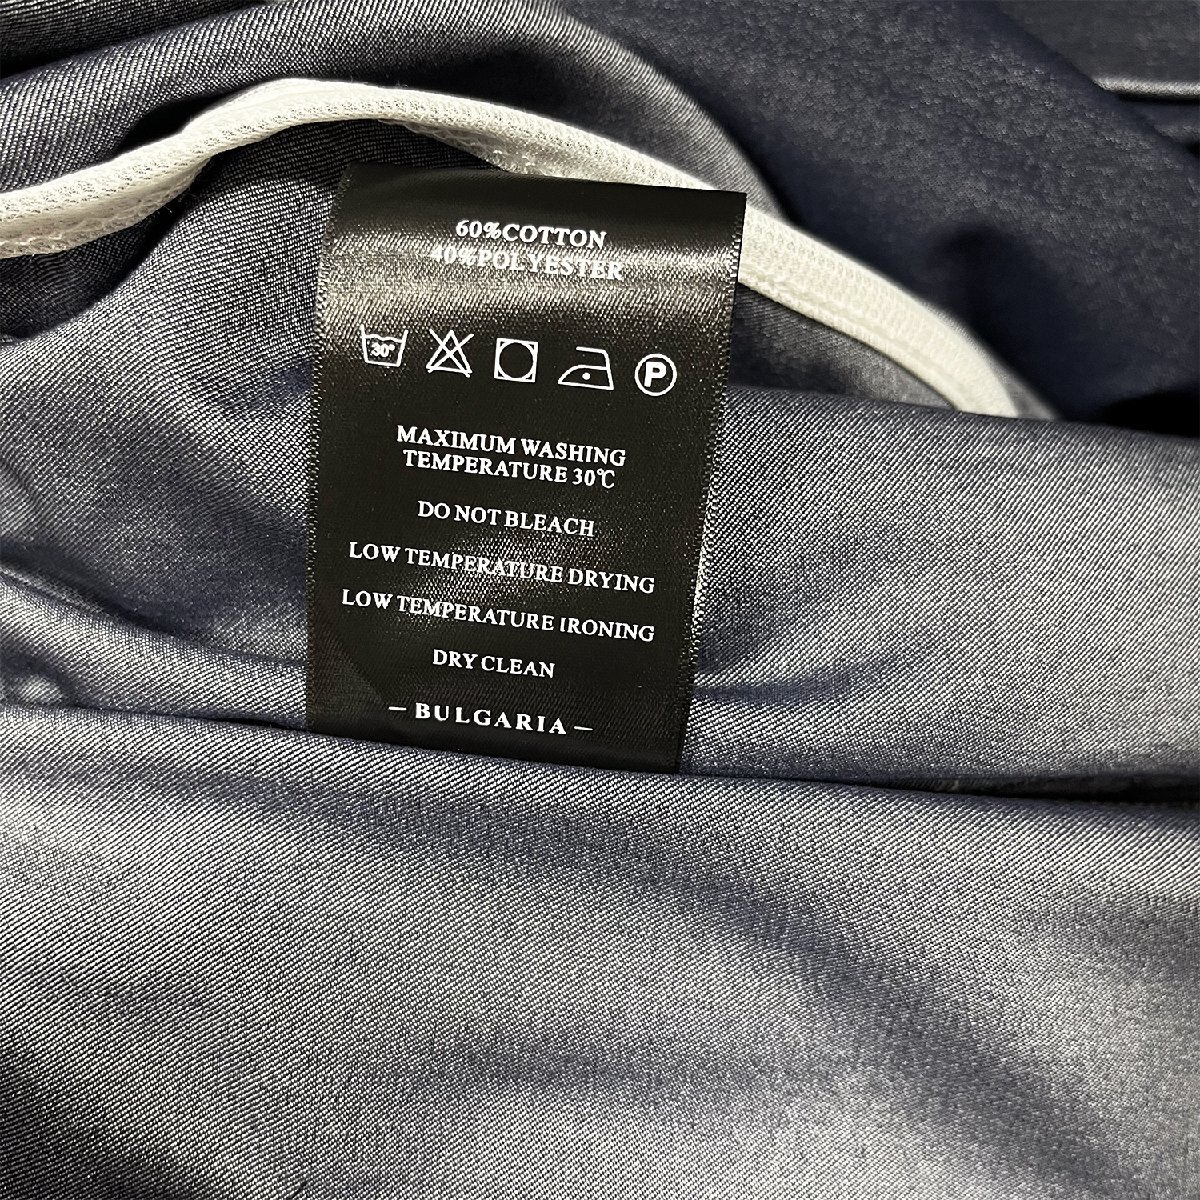 60%COTTON
40%POLYESTER
30°
P
MAXIMUM WASHING
TEMPERATURE 30℃
DO NOT BLEACH
LOW TEMPERATURE DRYING
LOW TEMPERATURE IRONING
DRY CLEAN
– BULGARIA –